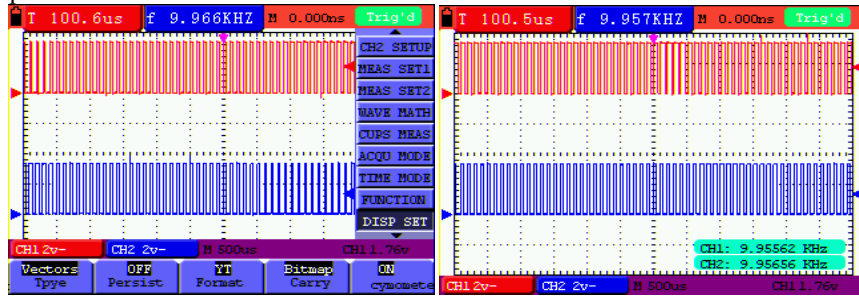 T 100.6us f 9.966KHZ M 0.000ns Trig'd
CH2 SETUP
MEAS SET1
MEAS SET2
WAVE MATH
CUPS MEAS
ACQU MODE
TIME MODE
FUNCTION
DISP SET
CH1 2v- CH2 2v- M 500us CH1 1.76v
Vectors OFF YT Bitmap ON
Tpye Persist Format Carry cymomete
T 100.5us f 9.957KHZ M 0.000ns Trig'd
CH1: 9.95562 KHz
CH2: 9.95656 KHz
CH1 2v- CH2 2v- M 500us CH1 1.76v